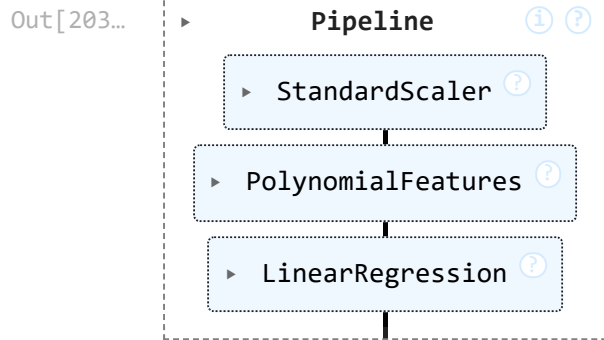 Out[203… ▸ Pipeline i ?
▸ StandardScaler ?
▸ PolynomialFeatures ?
▸ LinearRegression ?